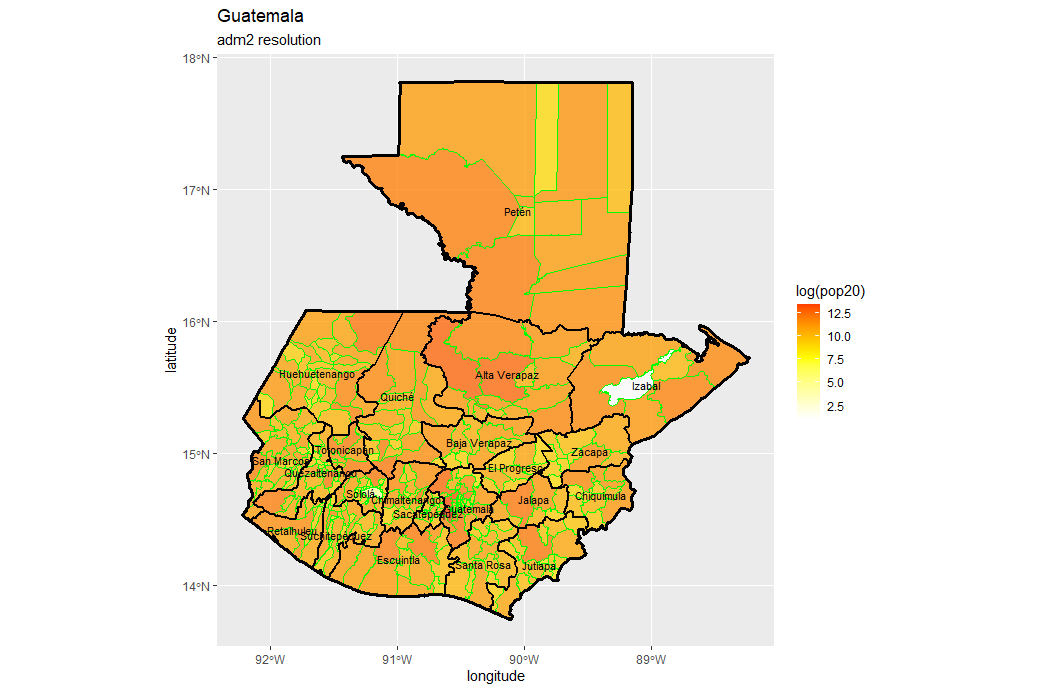 Guatemala
adm2 resolution
18°N
17°N
16°N
15°N
14°N
latitude
Petén
Huehuetenango
Quiché
Alta Verapaz
Izabal
Baja Verapaz
San Marcos
Totonicapán
Quezaltenango
El Progreso
Zacapa
Sololá
Chimaltenango
Sacatepéquez
Guatemala
Jalapa
Chiquimula
Retalhuleu
Suchitepéquez
Escuintla
Santa Rosa
Jutiapa
92°W
91°W
90°W
89°W
longitude
log(pop20)
12.5
10.0
7.5
5.0
2.5